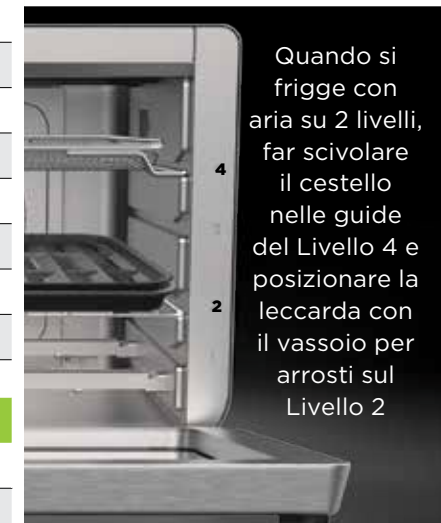 Quando si
frigge con
aria su 2 livelli,
far scivolare
il cestello
nelle guide
del Livello 4 e
posizionare la
leccarda con
il vassoio per
arrosti sul
Livello 2
4
2